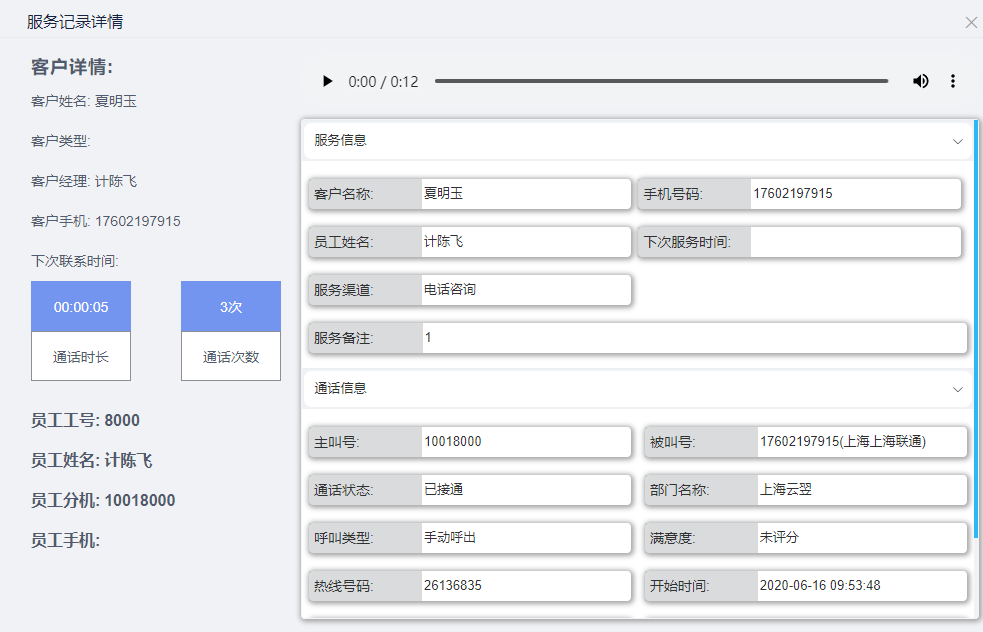 服务记录详情
客户详情:
客户姓名: 夏明玉
客户类型:
客户经理: 计陈飞
客户手机: 17602197915
下次联系时间:
00:00:05
通话时长
3次
通话次数
员工工号: 8000
员工姓名: 计陈飞
员工分机: 10018000
员工手机:
0:00 / 0:12
服务信息
客户名称: 夏明玉 手机号码: 17602197915
员工姓名: 计陈飞 下次服务时间:
服务渠道: 电话咨询
服务备注: 1
通话信息
主叫号: 10018000 被叫号: 17602197915(上海上海联通)
通话状态: 已接通 部门名称: 上海云翌
呼叫类型: 手动呼出 满意度: 未评分
热线号码: 26136835 开始时间: 2020-06-16 09:53:48